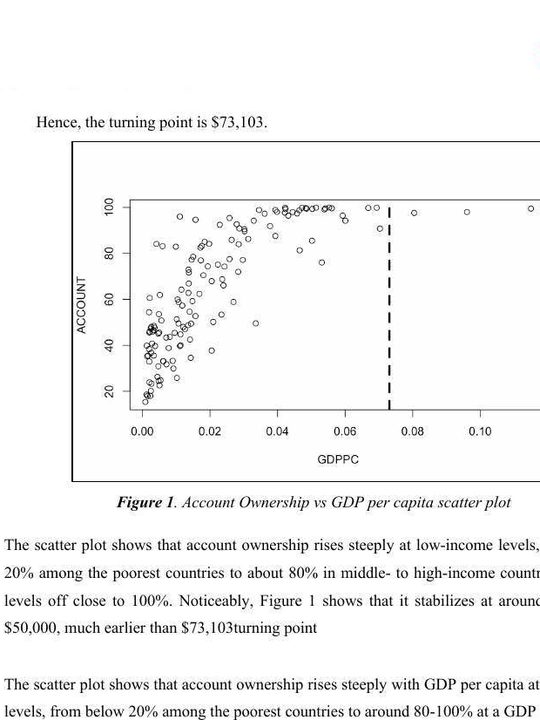 Hence, the turning point is $73,103.
100
80
60
40
20
ACCOUNT
0.00 0.02 0.04 0.06 0.08 0.10
GDPPC
Figure 1. Account Ownership vs GDP per capita scatter plot
The scatter plot shows that account ownership rises steeply at low-income levels,
20% among the poorest countries to about 80% in middle- to high-income countr
levels off close to 100%. Noticeably, Figure 1 shows that it stabilizes at around
$50,000, much earlier than $73,103turning point
The scatter plot shows that account ownership rises steeply with GDP per capita at
levels, from below 20% among the poorest countries to around 80-100% at a GDP